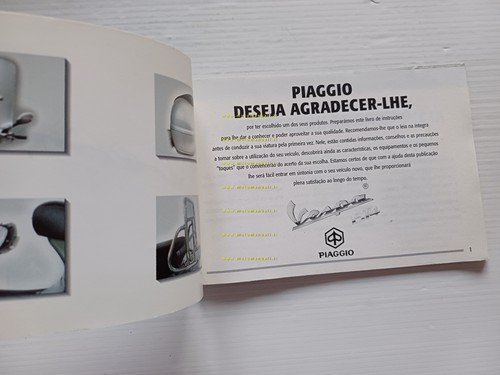 PIAGGIO
DESEJA AGRADECER-LHE,
por ter escolhido um dos seus produtos. Preparámos este livro de instruções
para lhe dar a conhecer e poder aproveitar a sua qualidade. Recomendamos-lhe que o leia na íntegra
antes de conduzir a sua natura pela primeira vez. Nele, estão contidas informações, conselhos e as precauções
a tomar sobre a utilização do seu veículo, descobrirá ainda as características, os equipamentos e os pequenos
"toques" que o convencerão do acerto da sua escolha. Estamos certos de que com a ajuda desta publicação
lhe será fácil entrar em sintonia com o seu veículo novo, que lhe proporcionará
plena satisfação ao longo do tempo.
Vespa ®
PIAGGIO
1